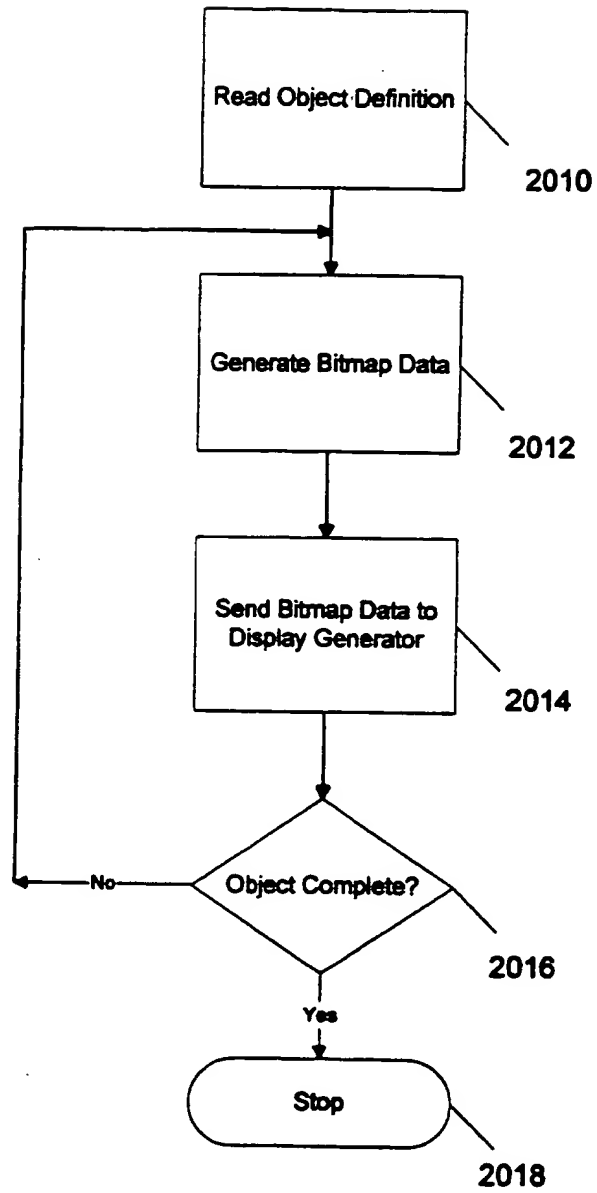 Read Object Definition
2010
Generate Bitmap Data
2012
Send Bitmap Data to
Display Generator
2014
Object Complete?
No
2016
Yes
Stop
2018